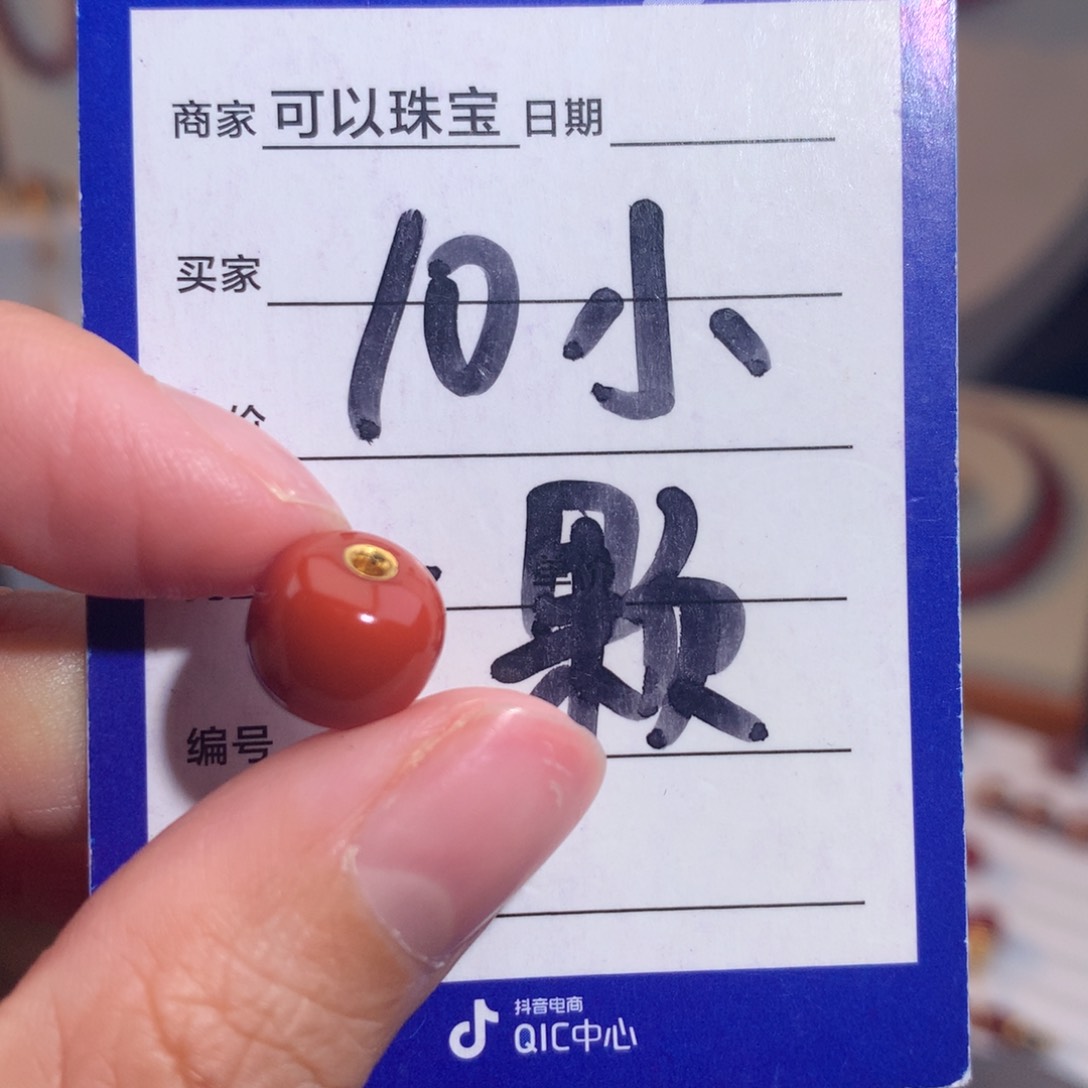 商家 可以珠宝 日期
买家 10小
价
颗
编号
抖音电商
QIC中心